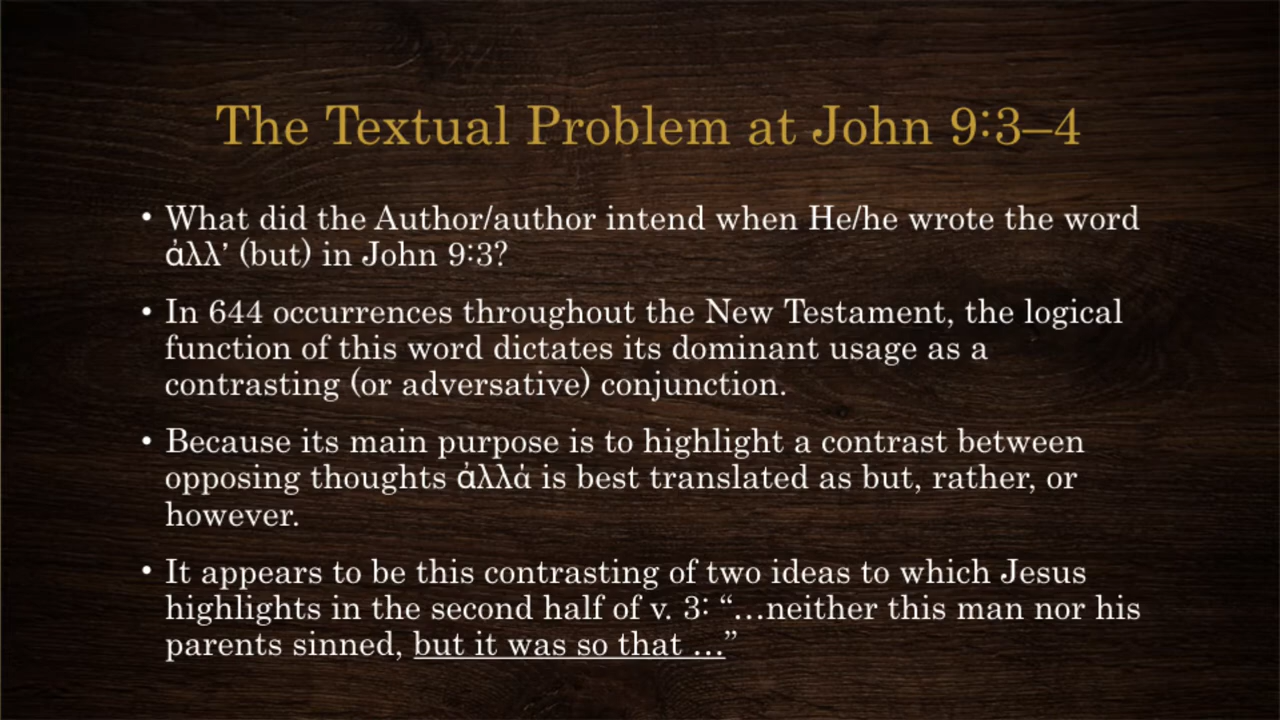 The Textual Problem at John 9:3–4
• What did the Author/author intend when He/he wrote the word
ἀλλ’ (but) in John 9:3?
• In 644 occurrences throughout the New Testament, the logical
function of this word dictates its dominant usage as a
contrasting (or adversative) conjunction.
• Because its main purpose is to highlight a contrast between
opposing thoughts ἀλλά is best translated as but, rather, or
however.
• It appears to be this contrasting of two ideas to which Jesus
highlights in the second half of v. 3: “…neither this man nor his
parents sinned, but it was so that …”